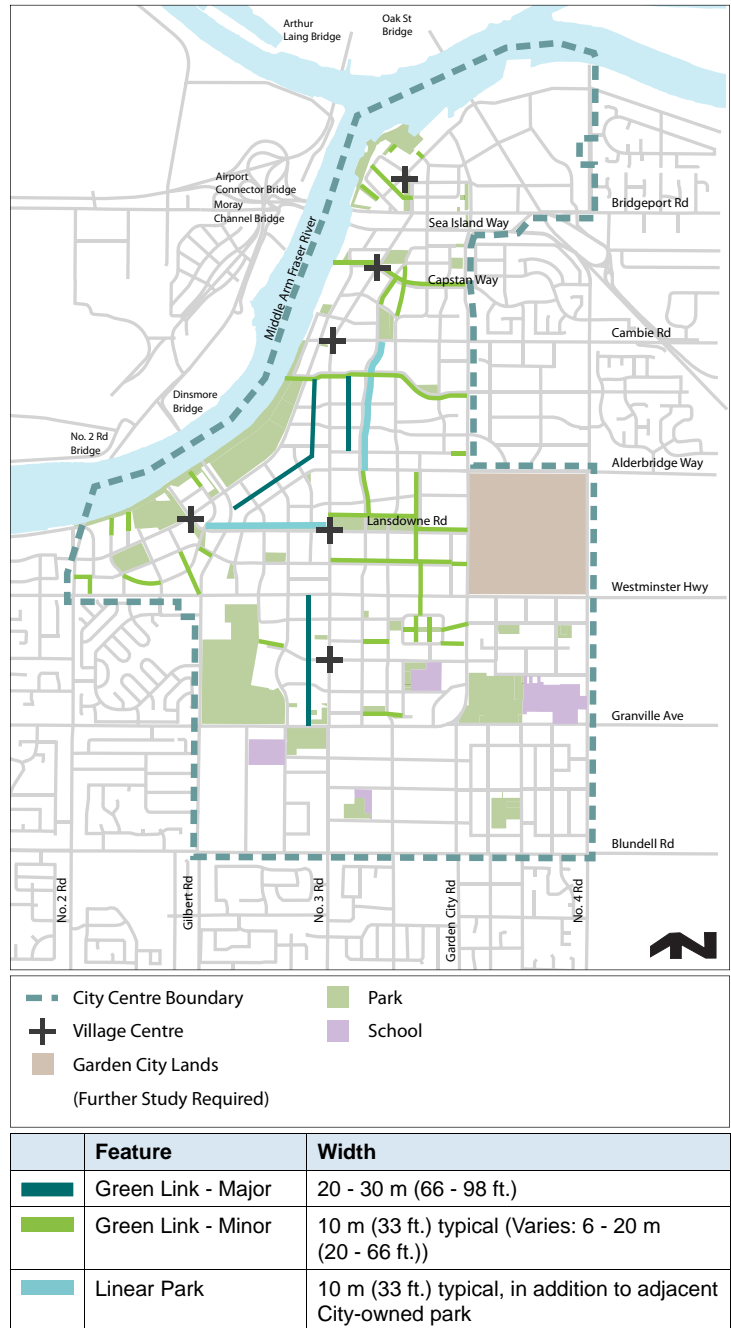 Arthur
Laing Bridge
Oak St
Bridge
Airport
Connector Bridge
Moray
Channel Bridge
Bridgeport Rd
Sea Island Way
Middle Arm Fraser River
Capstan Way
Cambie Rd
Dinsmore
Bridge
No. 2 Rd
Bridge
Alderbridge Way
Lansdowne Rd
Westminster Hwy
Granville Ave
Blundell Rd
No. 2 Rd
Gilbert Rd
No. 3 Rd
Garden City Rd
No. 4 Rd
N
City Centre Boundary
Village Centre
Garden City Lands
(Further Study Required)
Park
School
Feature Width
Green Link - Major 20 - 30 m (66 - 98 ft.)
Green Link - Minor 10 m (33 ft.) typical (Varies: 6 - 20 m
(20 - 66 ft.))
Linear Park 10 m (33 ft.) typical, in addition to adjacent
City-owned park